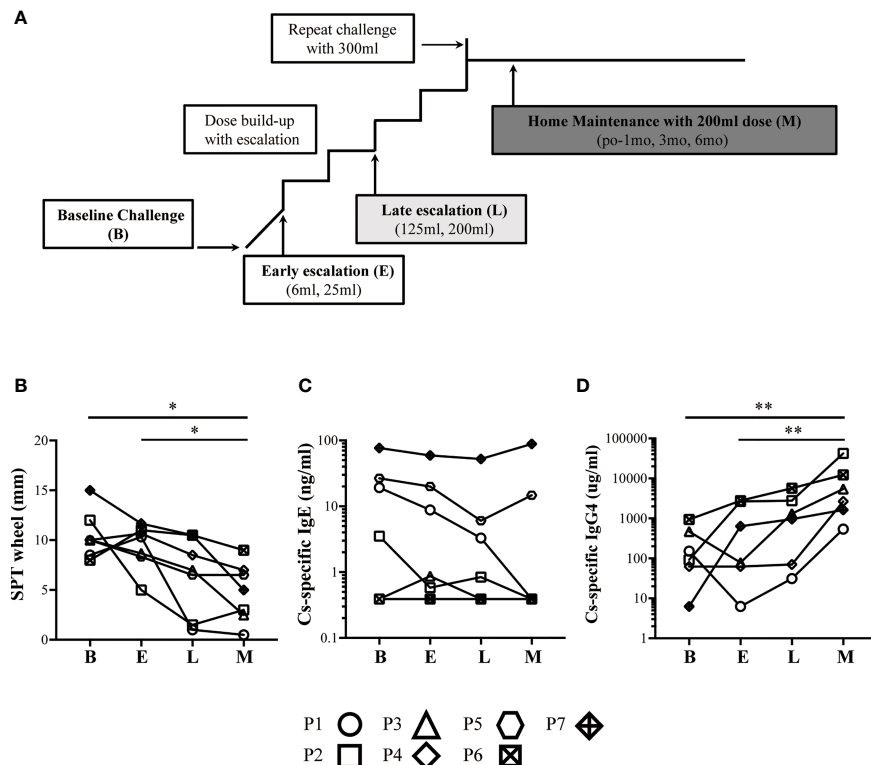 A
Repeat challenge
with 300ml
Dose build-up
with escalation
Home Maintenance with 200ml dose (M)
(po-1mo, 3mo, 6mo)
Baseline Challenge
(B)
Late escalation (L)
(125ml, 200ml)
Early escalation (E)
(6ml, 25ml)
B
*
*
20
15
10
5
0
SPT wheel (mm)
B E L M
C
100
10
1
0.1
Cs-specific IgE (ng/ml)
B E L M
D
**
**
100000
10000
1000
100
10
1
Cs-specific IgG4 (ug/ml)
B E L M
P1 P3 P5 P7
P2 P4 P6